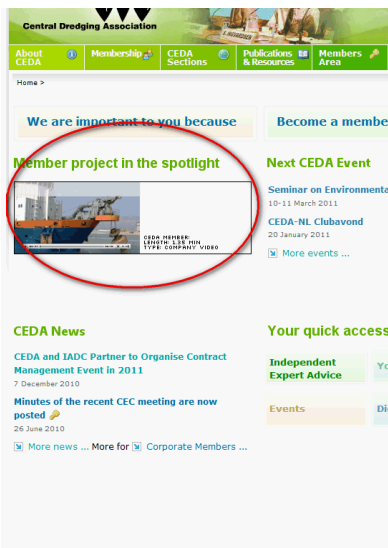 Central Dredging Association
About CEDA
Membership
CEDA Sections
Publications & Resources
Members Area
Home >
We are important to you because
Become a membe
Member project in the spotlight
CEDA MEMBER:
LENGTH: 1.35 MIN
TYPE: COMPANY VIDEO
Next CEDA Event
Seminar on Environmenta
10-11 March 2011
CEDA-NL Clubavond
20 January 2011
More events ...
CEDA News
CEDA and IADC Partner to Organise Contract
Management Event in 2011
7 December 2010
Minutes of the recent CEC meeting are now
posted
26 June 2010
More news ... More for Corporate Members ...
Your quick access
Independent
Expert Advice
Yo
Events
Di